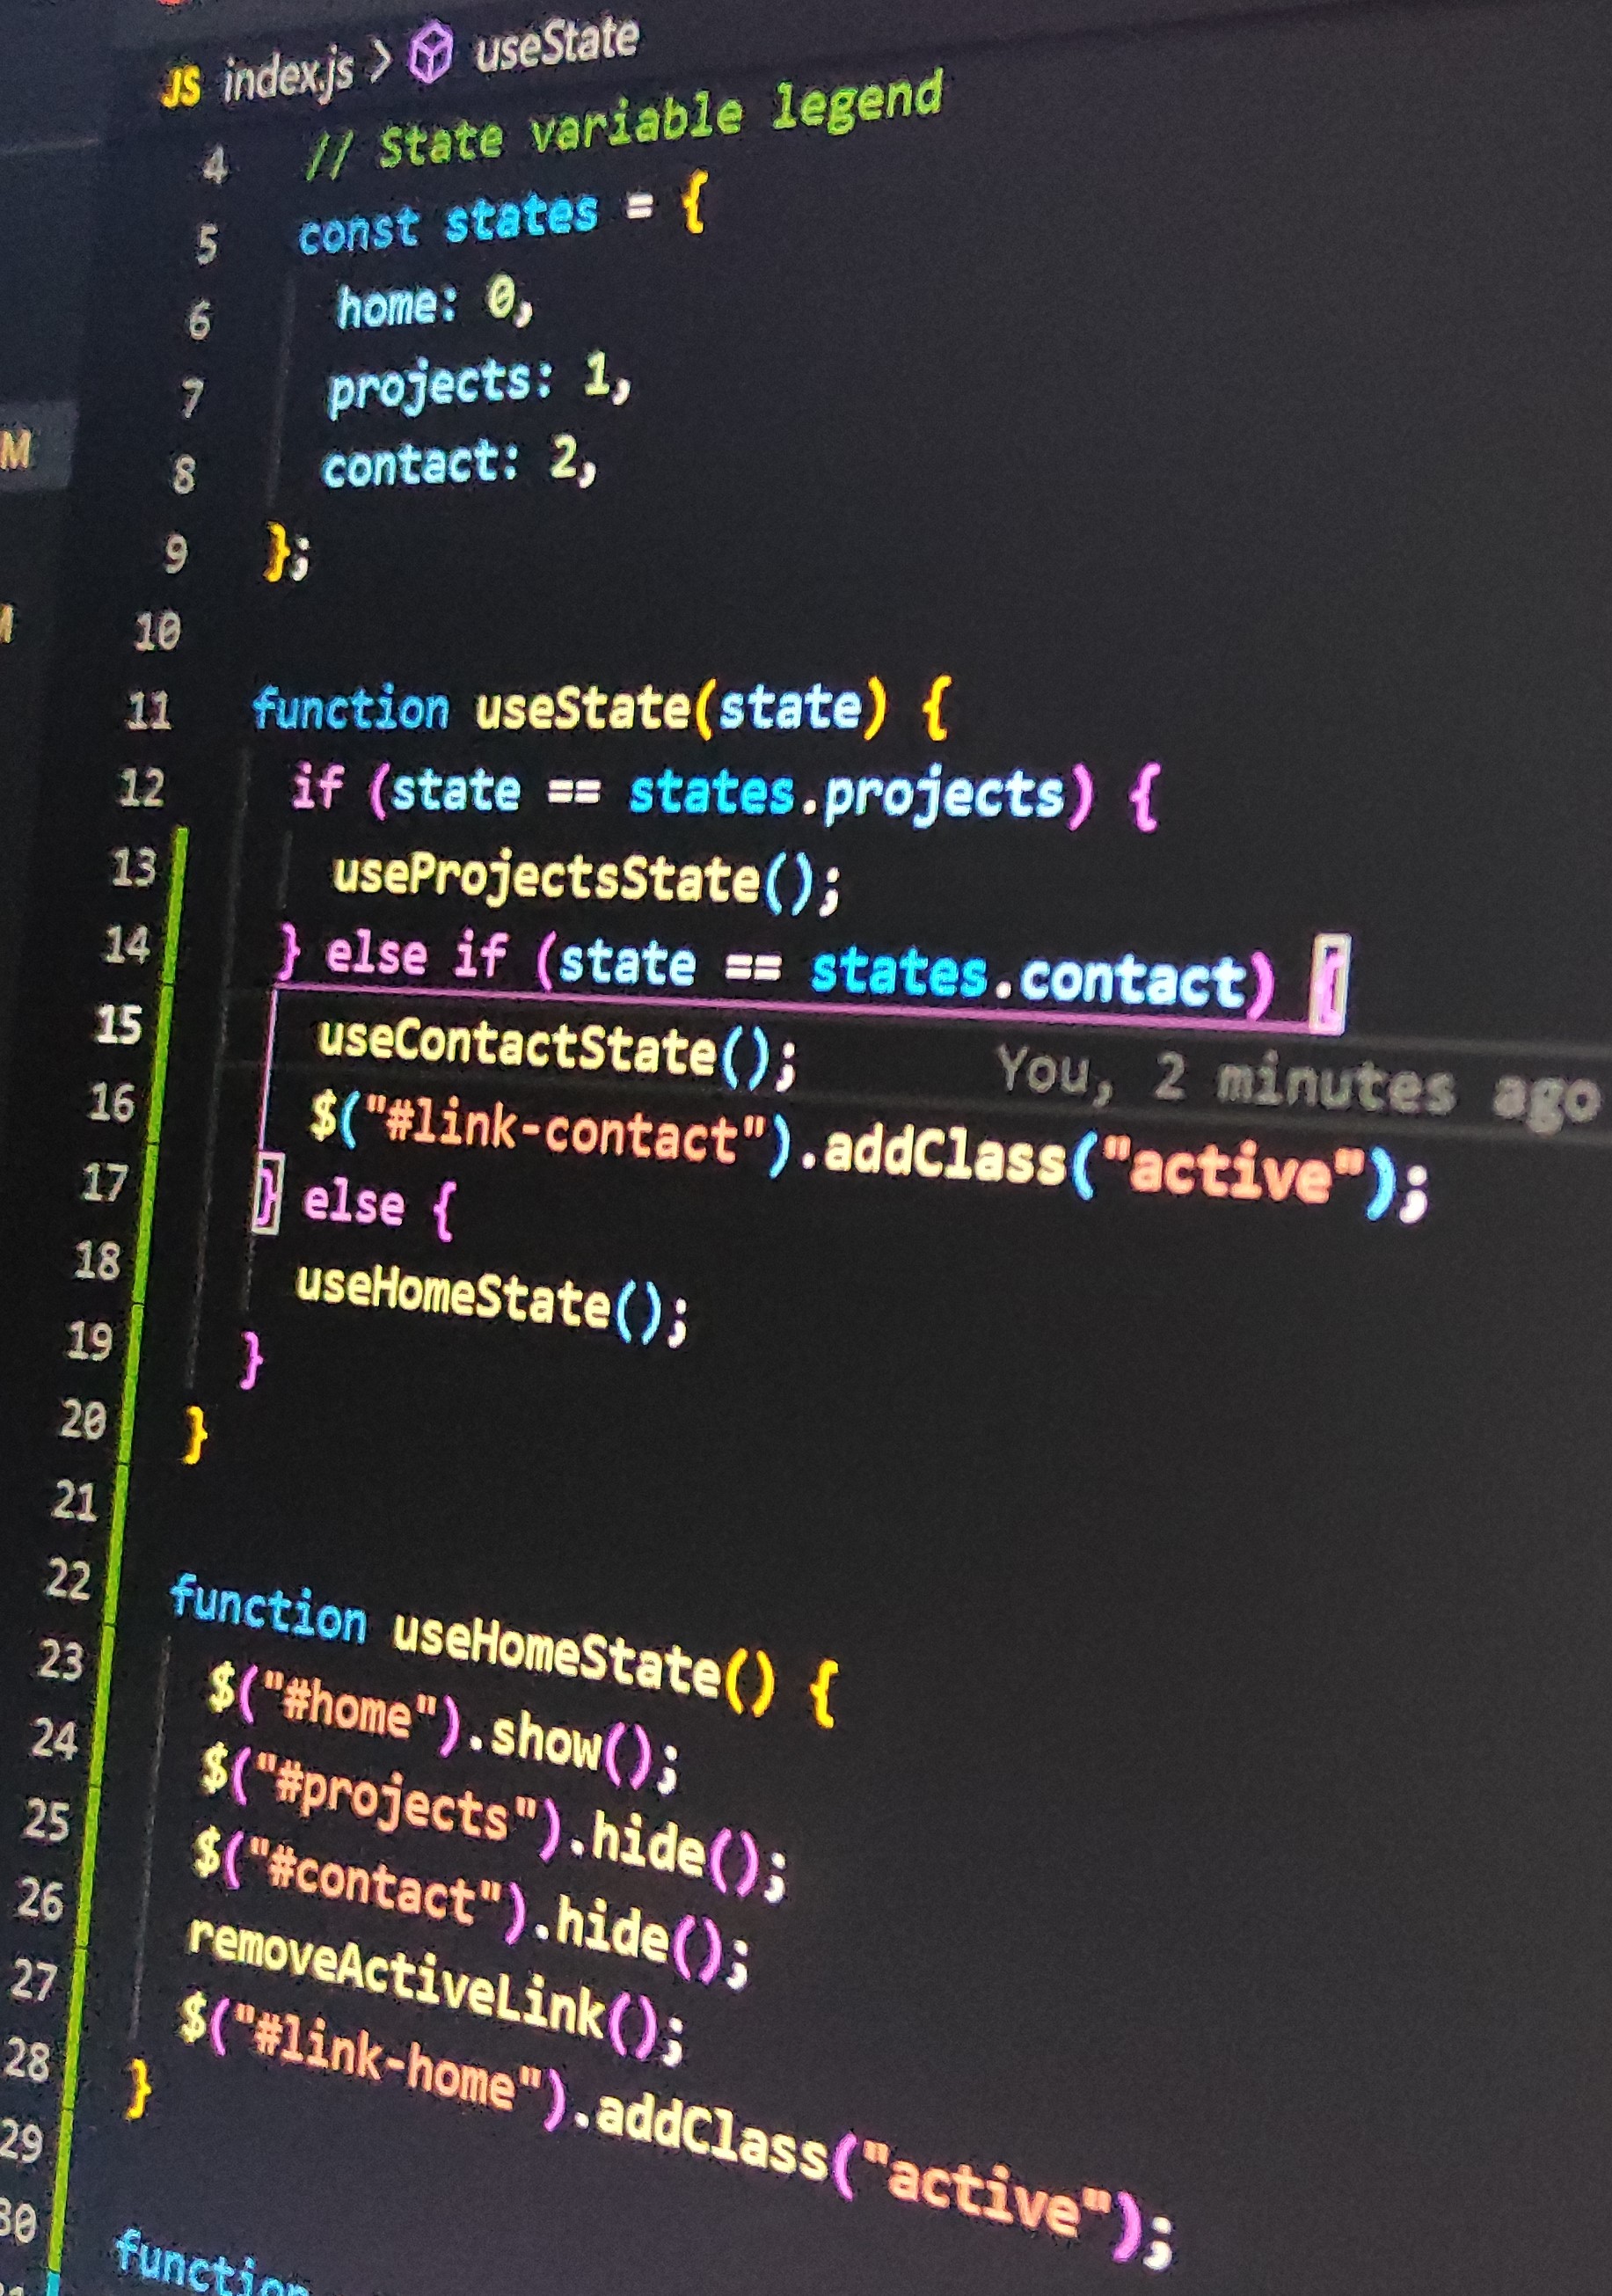 JS index.js > useState
4 // State variable legend
5 const states = {
6 home: 0,
7 projects: 1,
8 contact: 2,
9 };
10
11 function useState(state) {
12 if (state == states.projects) {
13 useProjectsState();
14 } else if (state == states.contact) {
15 useContactState(); You, 2 minutes ago
16 $("#link-contact").addClass("active");
17 } else {
18 useHomeState();
19 }
20 }
21
22 function useHomeState() {
23 $("#home").show();
24 $("#projects").hide();
25 $("#contact").hide();
26 removeActiveLink();
27 $("#link-home").addClass("active");
28 }
29
30 function
M
M